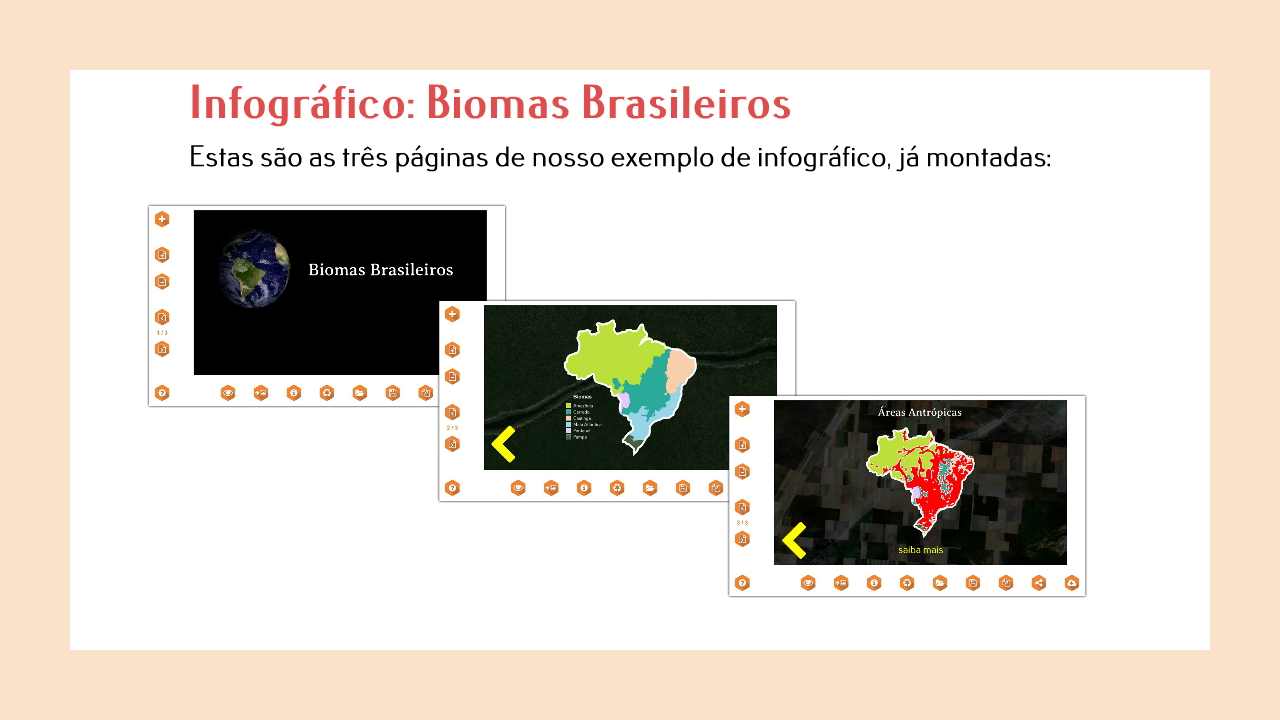 Infográfico: Biomas Brasileiros
Estas são as três páginas de nosso exemplo de infográfico, já montadas:
Biomas Brasileiros
1 / 3
Biomas
Amazônia
Cerrado
Caatinga
Mata Atlântica
Pantanal
Pampa
2 / 3
Áreas Antrópicas
3 / 3
saiba mais